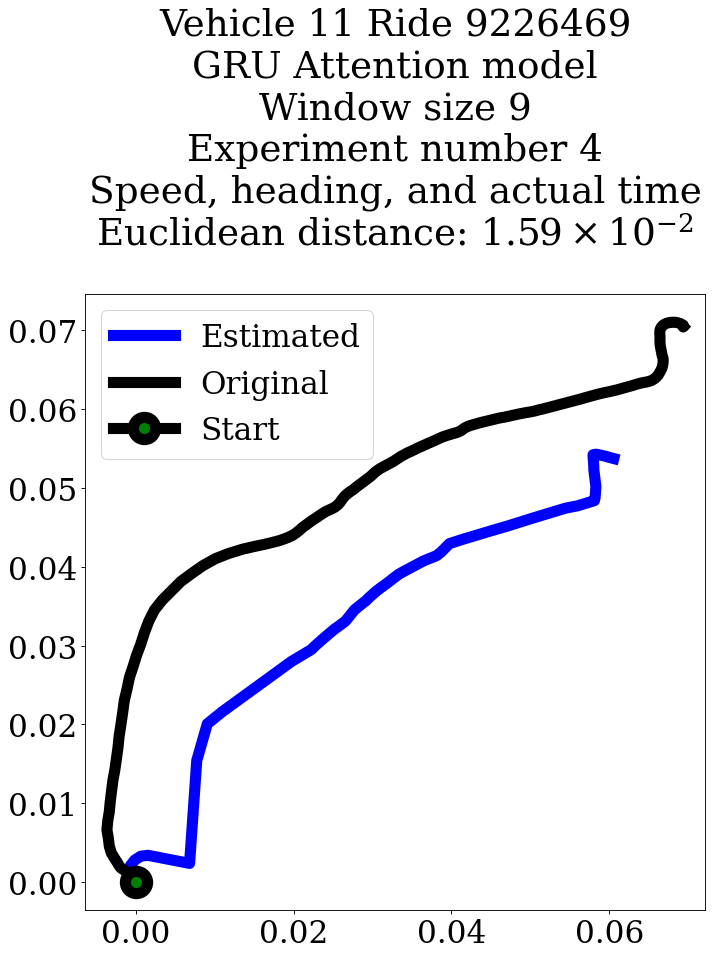 Vehicle 11 Ride 9226469
GRU Attention model
Window size 9
Experiment number 4
Speed, heading, and actual time
Euclidean distance: 1.59 × 10⁻²
Estimated
Original
Start
0.07
0.06
0.05
0.04
0.03
0.02
0.01
0.00
0.00 0.02 0.04 0.06